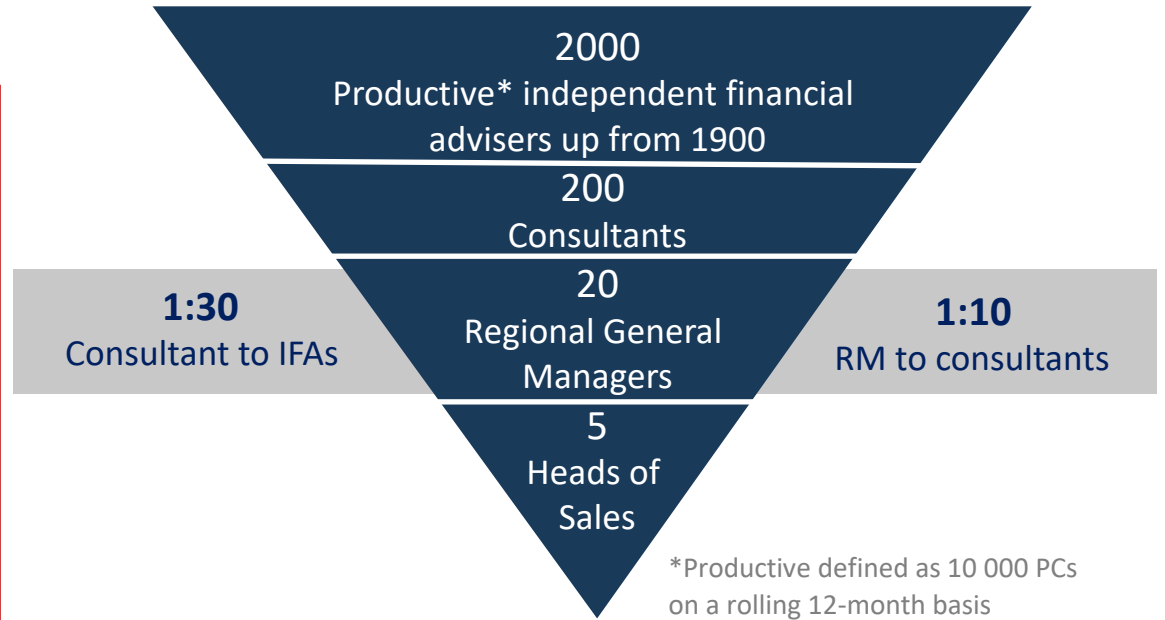 2000
Productive* independent financial
advisers up from 1900
200
Consultants
1:30
Consultant to IFAs
20
Regional General
Managers
1:10
RM to consultants
5
Heads of
Sales
*Productive defined as 10 000 PCs
on a rolling 12-month basis